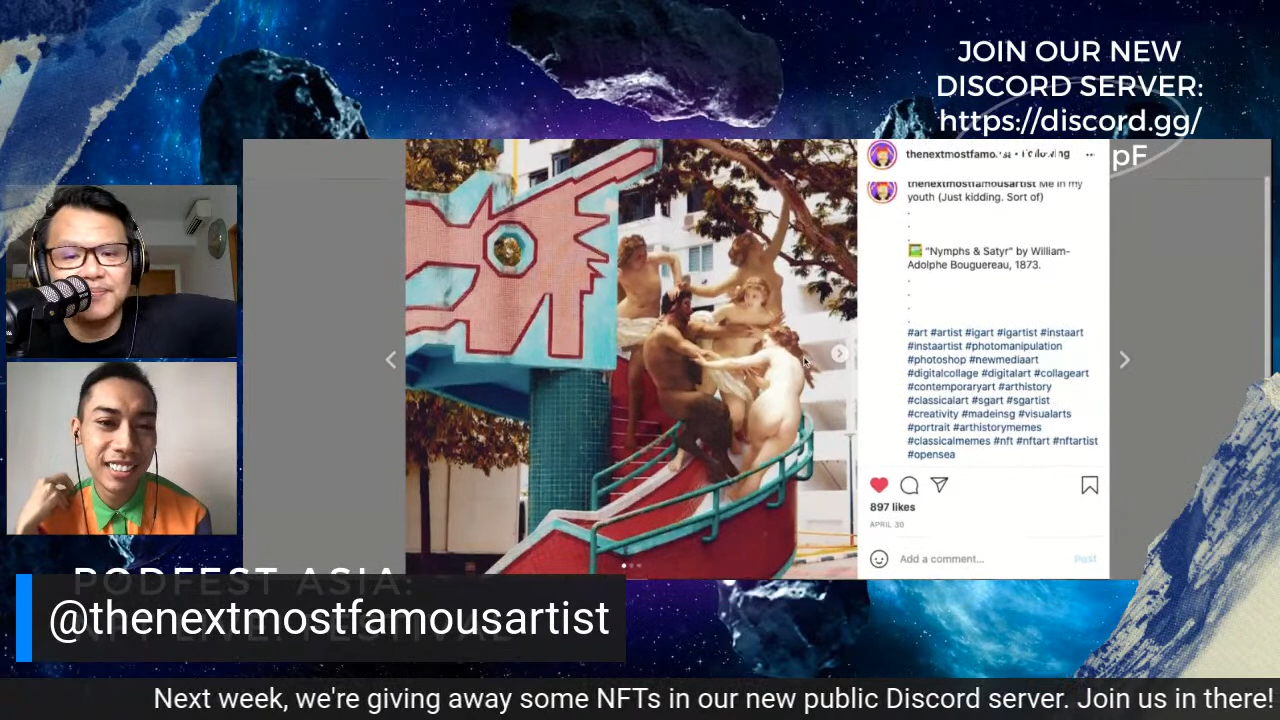 JOIN OUR NEW
DISCORD SERVER:
https://discord.gg/
pF
thenextmostfamo
thenextmostfamousartist Me in my
youth (Just kidding. Sort of)
.
.
.
"Nymphs & Satyr" by William-
Adolphe Bouguereau, 1873.
.
.
.
#art #artist #igart #igartist #instaart
#instaartist #photomanipulation
#photoshop #newmediaart
#digitalcollage #digitalart #collageart
#contemporaryart #arthistory
#classicalart #sgart #sgartist
#creativity #madeinsg #visualarts
#portrait #arthistorymemes
#classicalmemes #nft #nftart #nftartist
#opensea
897 likes
APRIL 30
Add a comment...
Post
PODFEST ASIA:
@thenextmostfamousartist
Next week, we're giving away some NFTs in our new public Discord server. Join us in there!